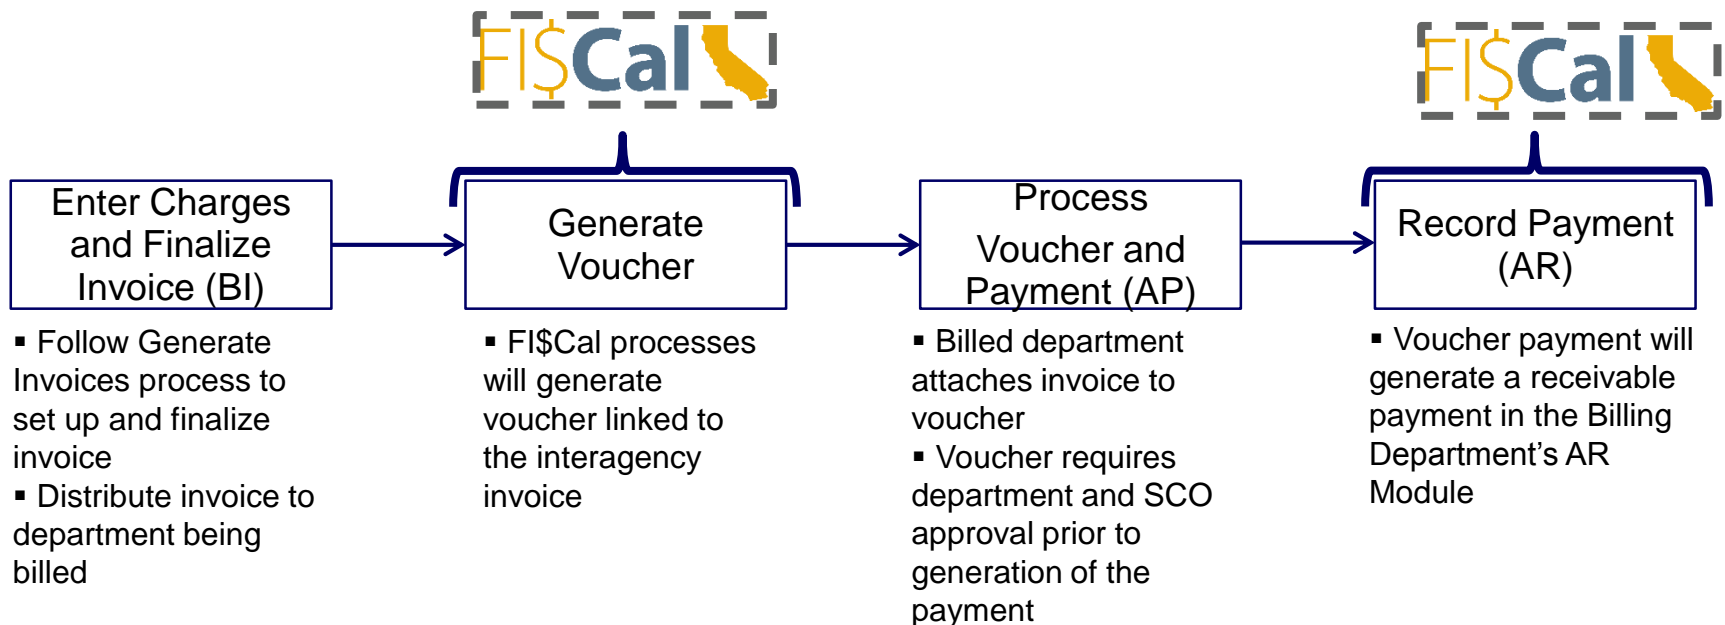 FI$Cal
FI$Cal
Enter Charges
and Finalize
Invoice (BI)
Generate
Voucher
Process
Voucher and
Payment (AP)
Record Payment
(AR)
▪ Follow Generate
Invoices process to
set up and finalize
invoice
▪ Distribute invoice to
department being
billed
▪ FI$Cal processes
will generate
voucher linked to
the interagency
invoice
▪ Billed department
attaches invoice to
voucher
▪ Voucher requires
department and SCO
approval prior to
generation of the
payment
▪ Voucher payment will
generate a receivable
payment in the Billing
Department’s AR
Module